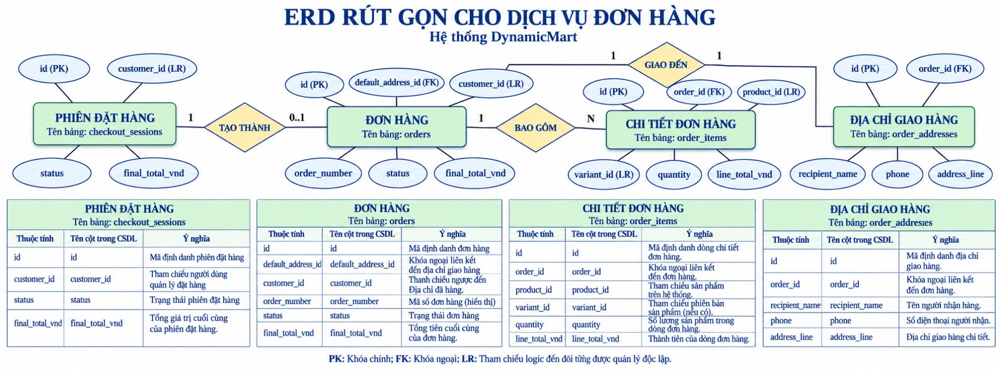 ERD RÚT GỌN CHO DỊCH VỤ ĐƠN HÀNG
Hệ thống DynamicMart
id (PK)
customer_id (LR)
PHIÊN ĐẶT HÀNG
Tên bảng: checkout_sessions
status
final_total_vnd
1
TẠO THÀNH
0..1
id (PK)
default_address_id (FK)
customer_id (LR)
ĐƠN HÀNG
Tên bảng: orders
order_number
status
final_total_vnd
1
GIAO ĐẾN
1
1
BAO GỒM
N
id (PK)
order_id (FK)
product_id (LR)
CHI TIẾT ĐƠN HÀNG
Tên bảng: order_items
variant_id (LR)
quantity
line_total_vnd
id (PK)
order_id (FK)
ĐỊA CHỈ GIAO HÀNG
Tên bảng: order_addresses
recipient_name
phone
address_line
PHIÊN ĐẶT HÀNG
Tên bảng: checkout_sessions
Thuộc tính Tên cột trong CSDL Ý nghĩa
id id Mã định danh phiên đặt hàng
customer_id customer_id Tham chiếu người dùng
quản lý đặt hàng
status status Trạng thái phiên đặt hàng
final_total_vnd final_total_vnd Tổng giá trị cuối cùng
của phiên đặt hàng.
ĐƠN HÀNG
Tên bảng: orders
Thuộc tính Tên cột trong CSDL Ý nghĩa
id id Mã định danh đơn hàng
default_address_id default_address_id Khóa ngoại liên kết
đến địa chỉ giao hàng
customer_id customer_id Thanh chiếu ngược đến
Địa chỉ đặ hàng.
order_number order_number Mã số đơn hàng (hiến thị)
status status Trạng thái đơn hàng
final_total_vnd final_total_vnd Tổng tiền cuối cùng
của đơn hàng.
CHI TIẾT ĐƠN HÀNG
Tên bảng: order_items
Thuộc tính Tên cột trong CSDL Ý nghĩa
id id Mã định danh dòng chi tiết
đơn hàng.
order_id order_id Khóa ngoại liên kết
đến đơn hàng.
product_id product_id Tham chiếu sản phẩm
trên hệ thóng.
variant_id variant_id Tham chiếu phiên bản
sản phẩm (nếu có).
quantity quantity Số lương sản phẩm trong
dòng đơn hàng.
line_total_vnd line_total_vnd Thành tiên của dòng đơn hàng.
ĐỊA CHỈ GIAO HÀNG
Tên bảng: order_addresses
Thuộc tính Tên cột trong CSDL Ý nghĩa
id id Mã định danh địa chỉ
giao hàng.
order_id order_id Khóa ngoại liên kết
đến đơn hàng.
recipient_name recipient_name Tên người nhận hàng.
phone phone Số điện thoại người nhận.
address_line address_line Địa chỉ giao hàng chi tiết.
PK: Khóa chính; FK: Khóa ngoại; LR: Tham chiếu logic đến đôi từng được quản lý độc lập.